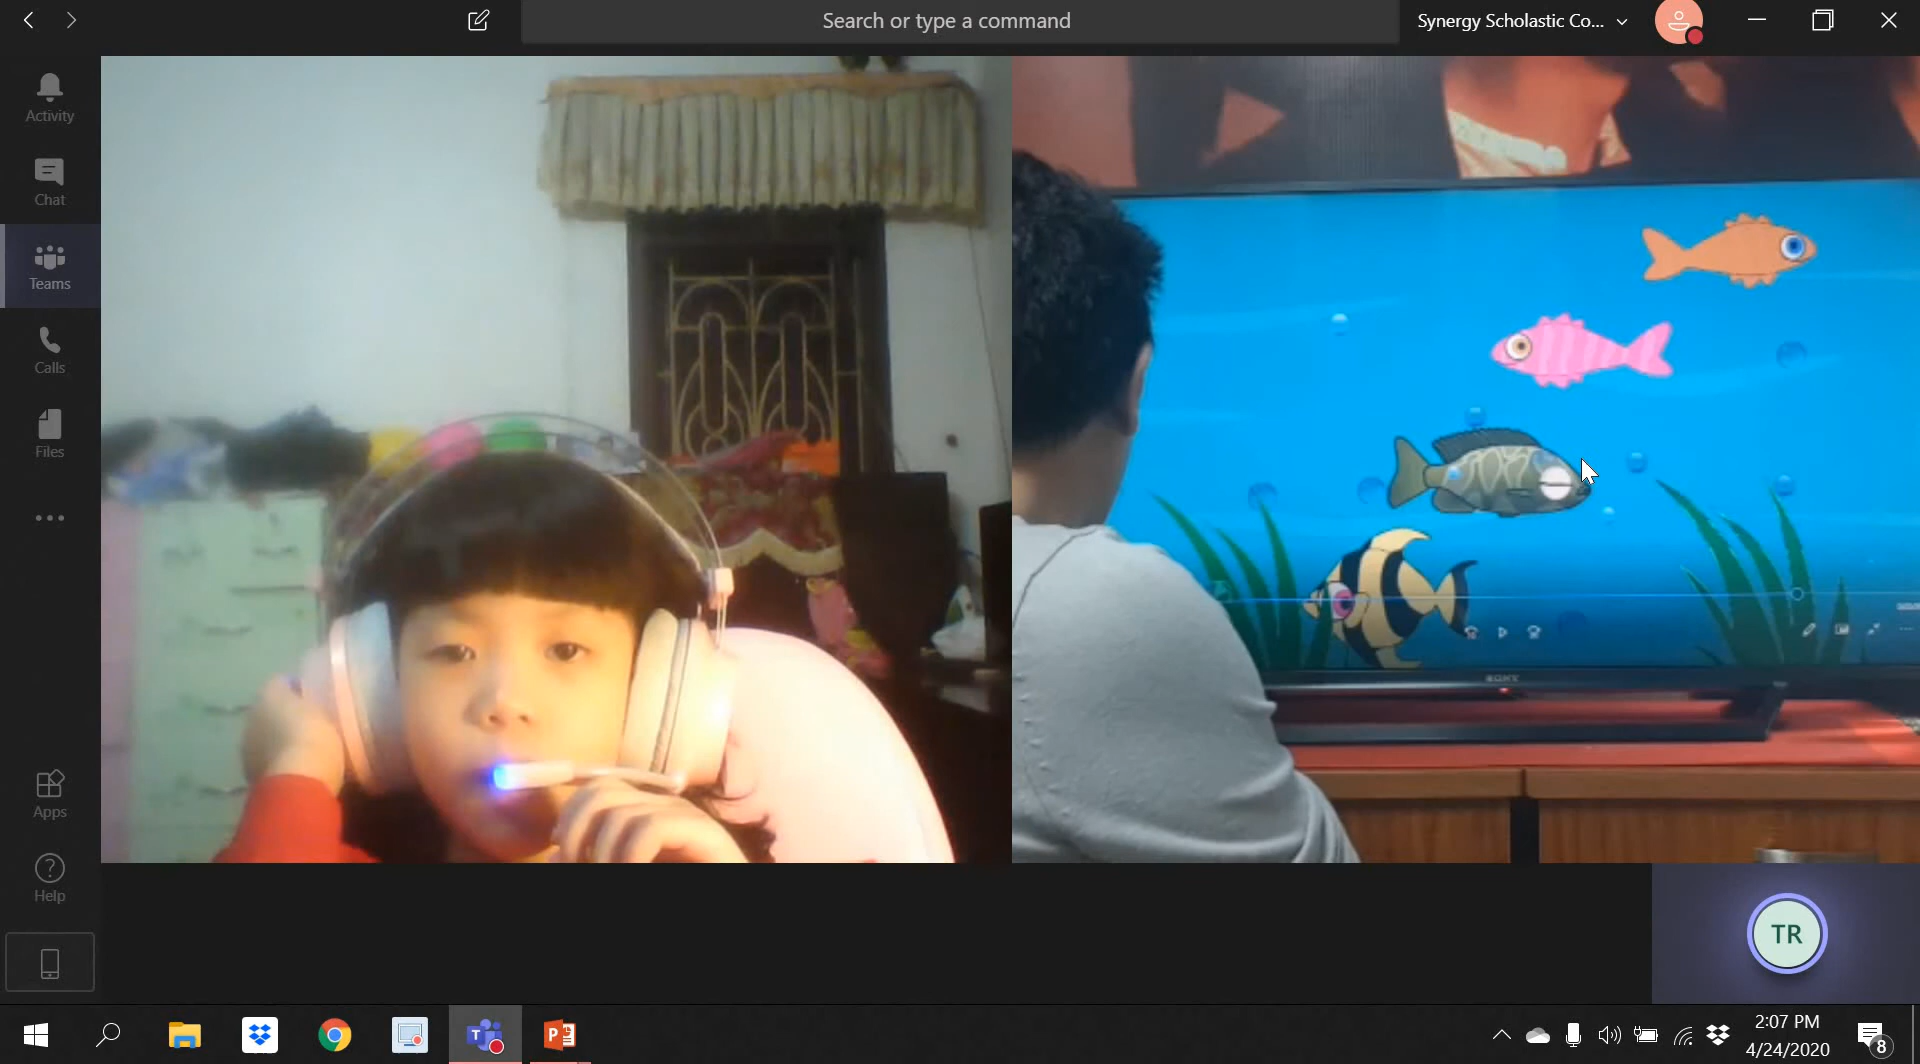 Search or type a command
Synergy Scholastic Co...
Activity
Chat
Teams
Calls
Files
Apps
Help
SONY
TR
T
P
2:07 PM
4/24/2020
8